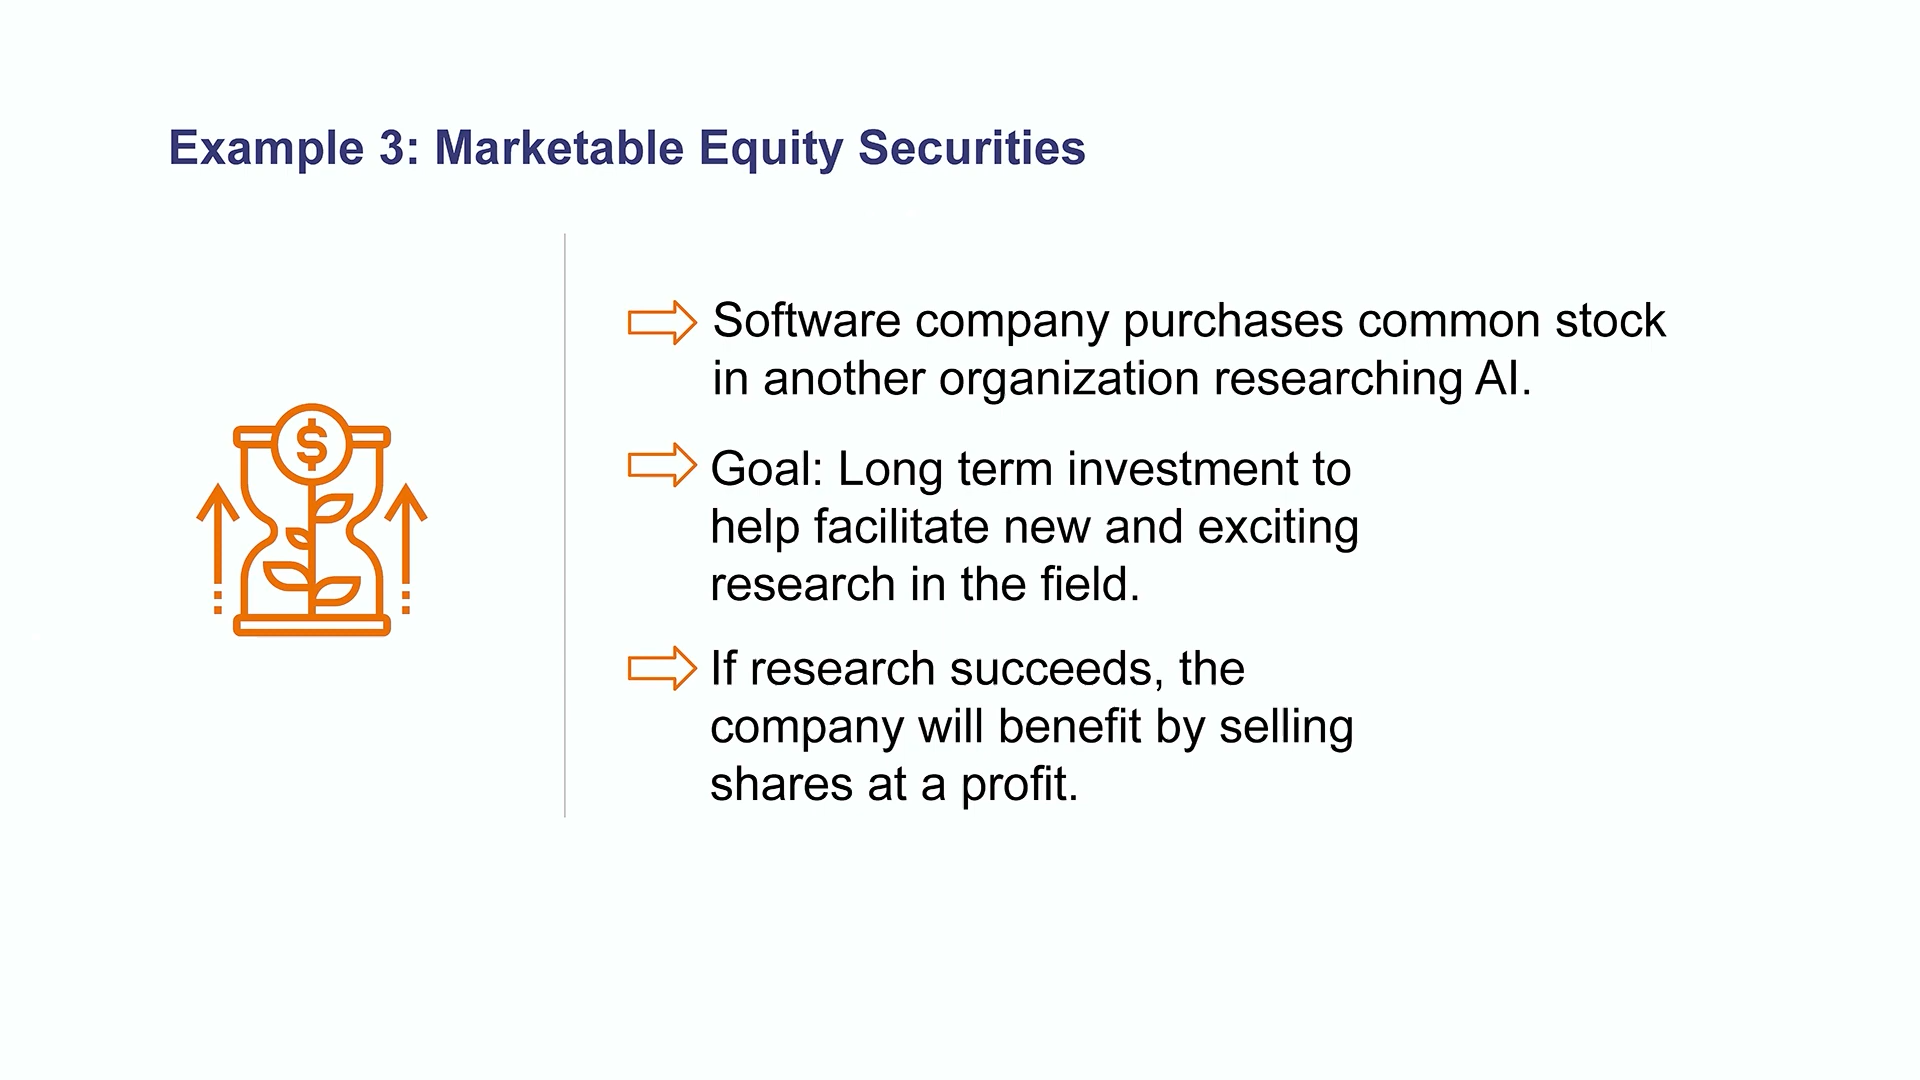 Example 3: Marketable Equity Securities
$
Software company purchases common stock
in another organization researching AI.
Goal: Long term investment to
help facilitate new and exciting
research in the field.
If research succeeds, the
company will benefit by selling
shares at a profit.